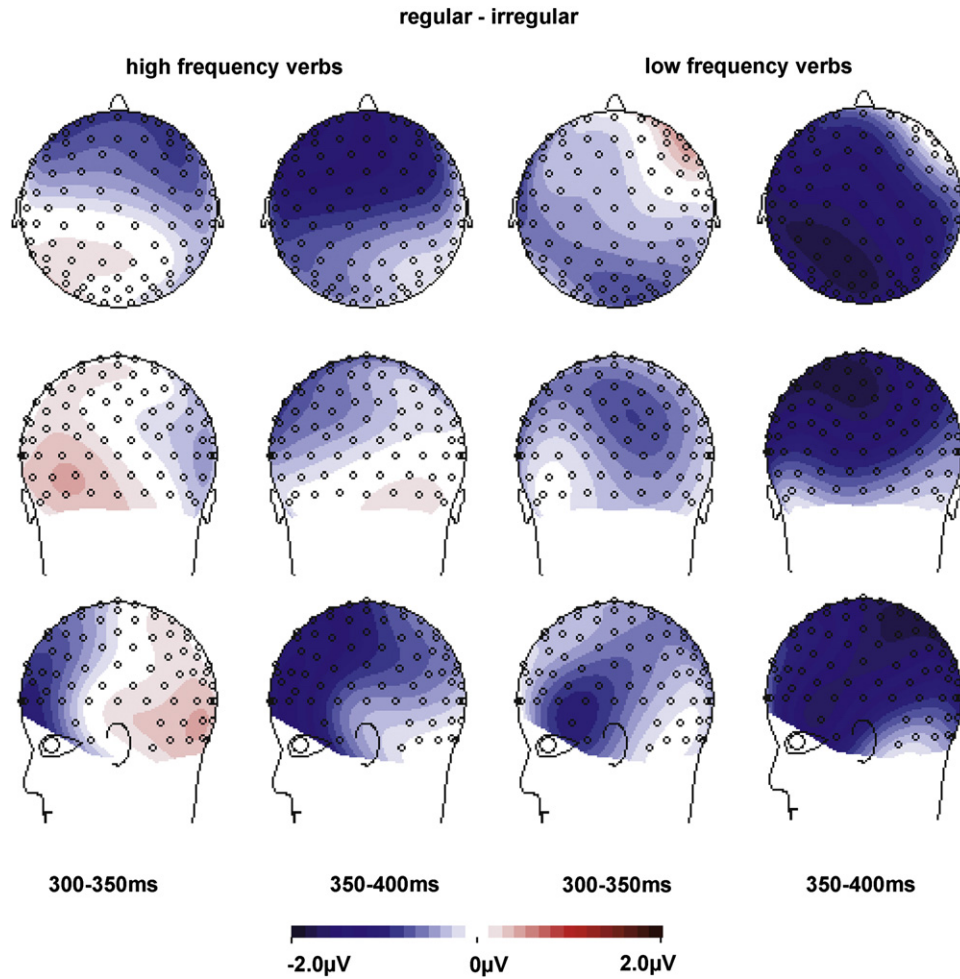 regular - irregular
high frequency verbs
low frequency verbs
300-350ms
350-400ms
300-350ms
350-400ms
-2.0µV
0µV
2.0µV